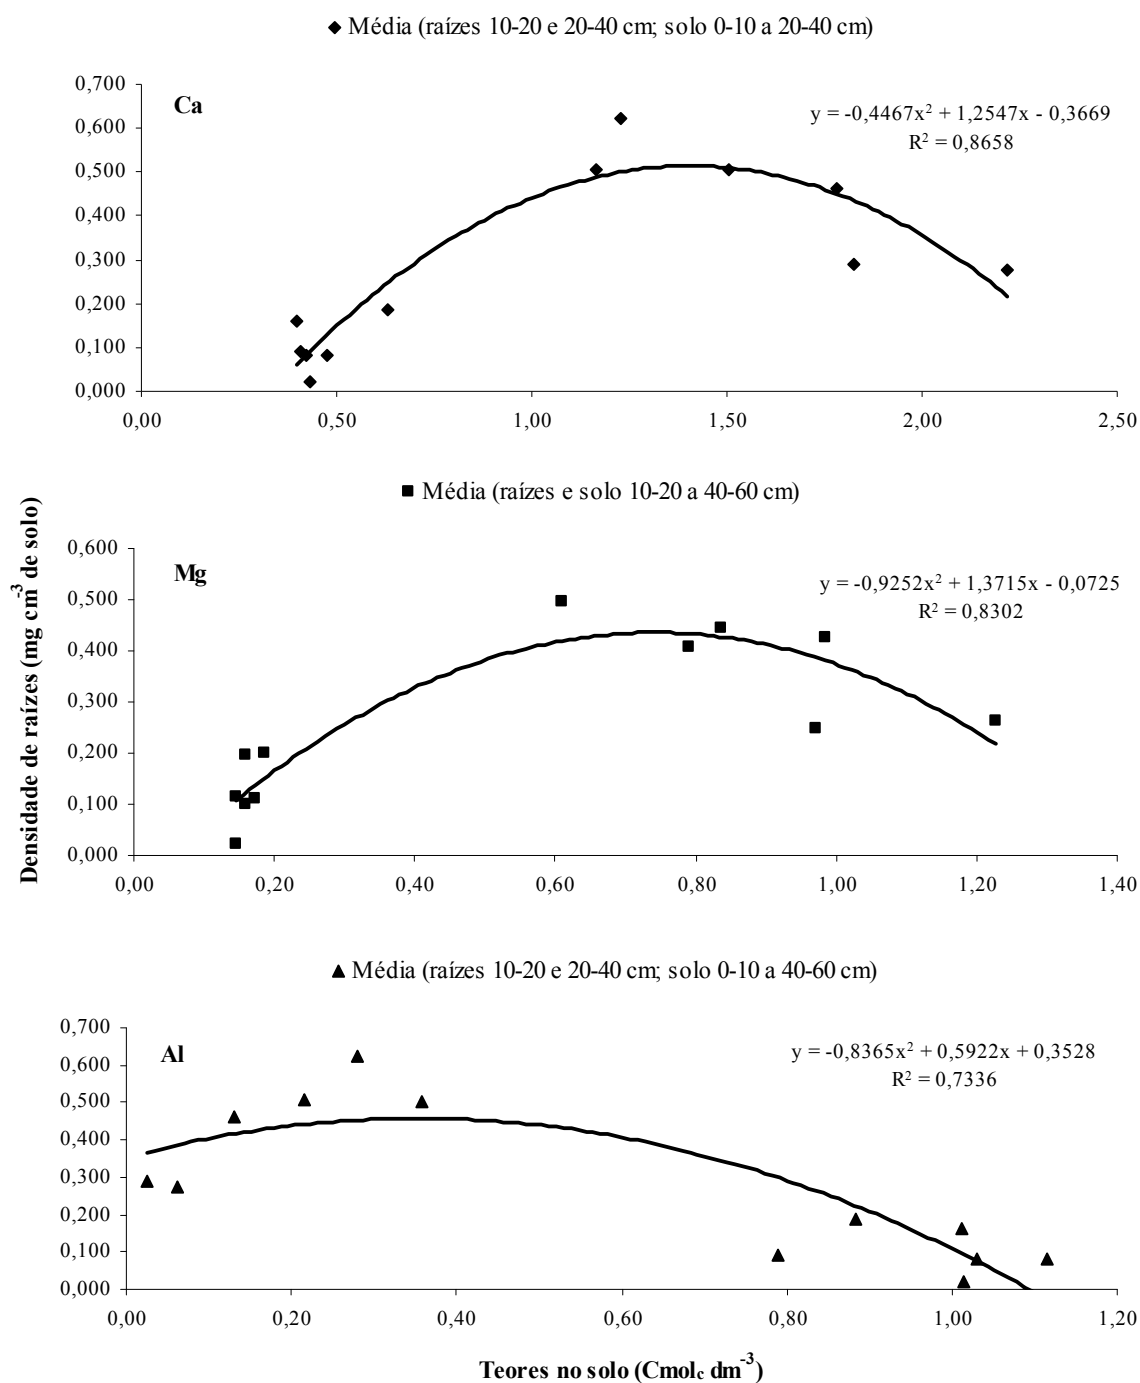 Média (raízes 10-20 e 20-40 cm; solo 0-10 a 20-40 cm)
0,700
0,600
0,500
0,400
0,300
0,200
0,100
0,000
Ca
y = -0,4467x² + 1,2547x - 0,3669
R² = 0,8658
0,00 0,50 1,00 1,50 2,00 2,50
Densidade de raízes (mg cm⁻³ de solo)
Média (raízes e solo 10-20 a 40-60 cm)
0,600
0,500
0,400
0,300
0,200
0,100
0,000
Mg
y = -0,9252x² + 1,3715x - 0,0725
R² = 0,8302
0,00 0,20 0,40 0,60 0,80 1,00 1,20 1,40
Média (raízes 10-20 e 20-40 cm; solo 0-10 a 40-60 cm)
0,700
0,600
0,500
0,400
0,300
0,200
0,100
0,000
Al
y = -0,8365x² + 0,5922x + 0,3528
R² = 0,7336
0,00 0,20 0,40 0,60 0,80 1,00 1,20
Teores no solo (Cmol꜀ dm⁻³)